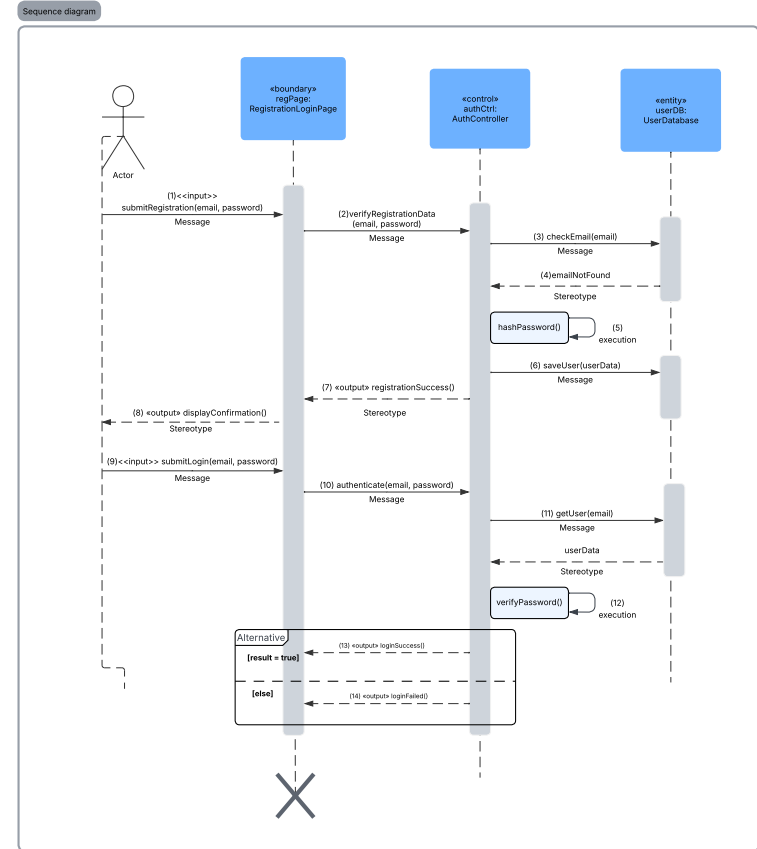 Sequence diagram
«boundary»
regPage:
RegistrationLoginPage
«control»
authCtrl:
AuthController
«entity»
userDB:
UserDatabase
Actor
(1)<<input>>
submitRegistration(email, password)
Message
(2)verifyRegistrationData
(email, password)
Message
(3) checkEmail(email)
Message
(4)emailNotFound
Stereotype
hashPassword()
(5)
execution
(6) saveUser(userData)
Message
(7) «output» registrationSuccess()
Stereotype
(8) «output» displayConfirmation()
Stereotype
(9)<<input>> submitLogin(email, password)
Message
(10) authenticate(email, password)
Message
(11) getUser(email)
Message
userData
Stereotype
verifyPassword()
(12)
execution
Alternative
[result = true]
(13) «output» loginSuccess()
[else]
(14) «output» loginFailed()